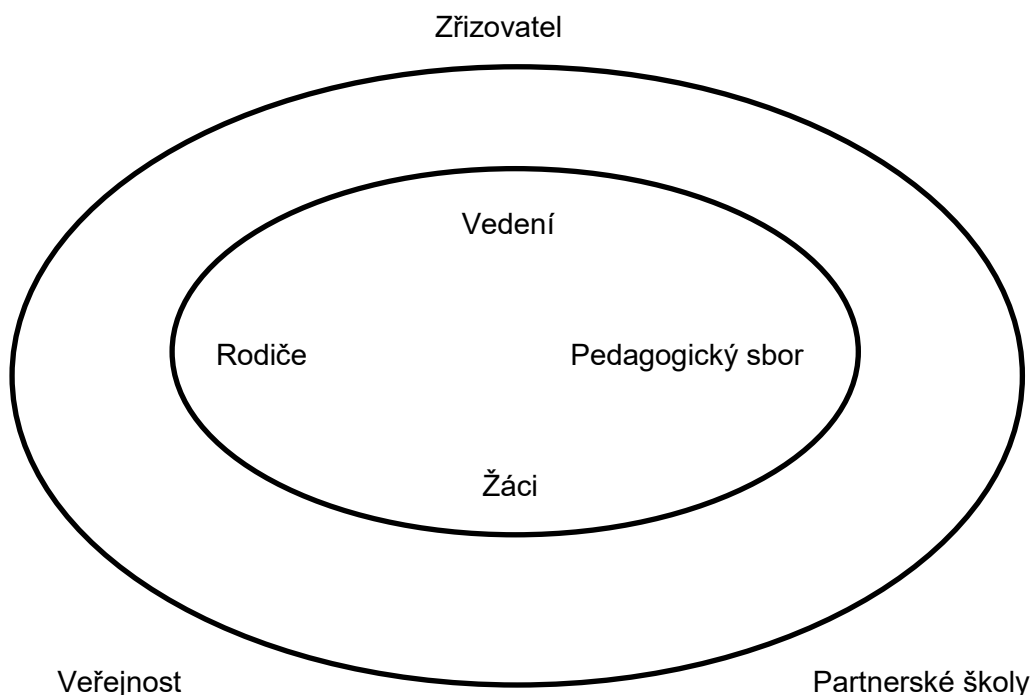 Zřizovatel
Vedení
Rodiče
Pedagogický sbor
Žáci
Veřejnost
Partnerské školy